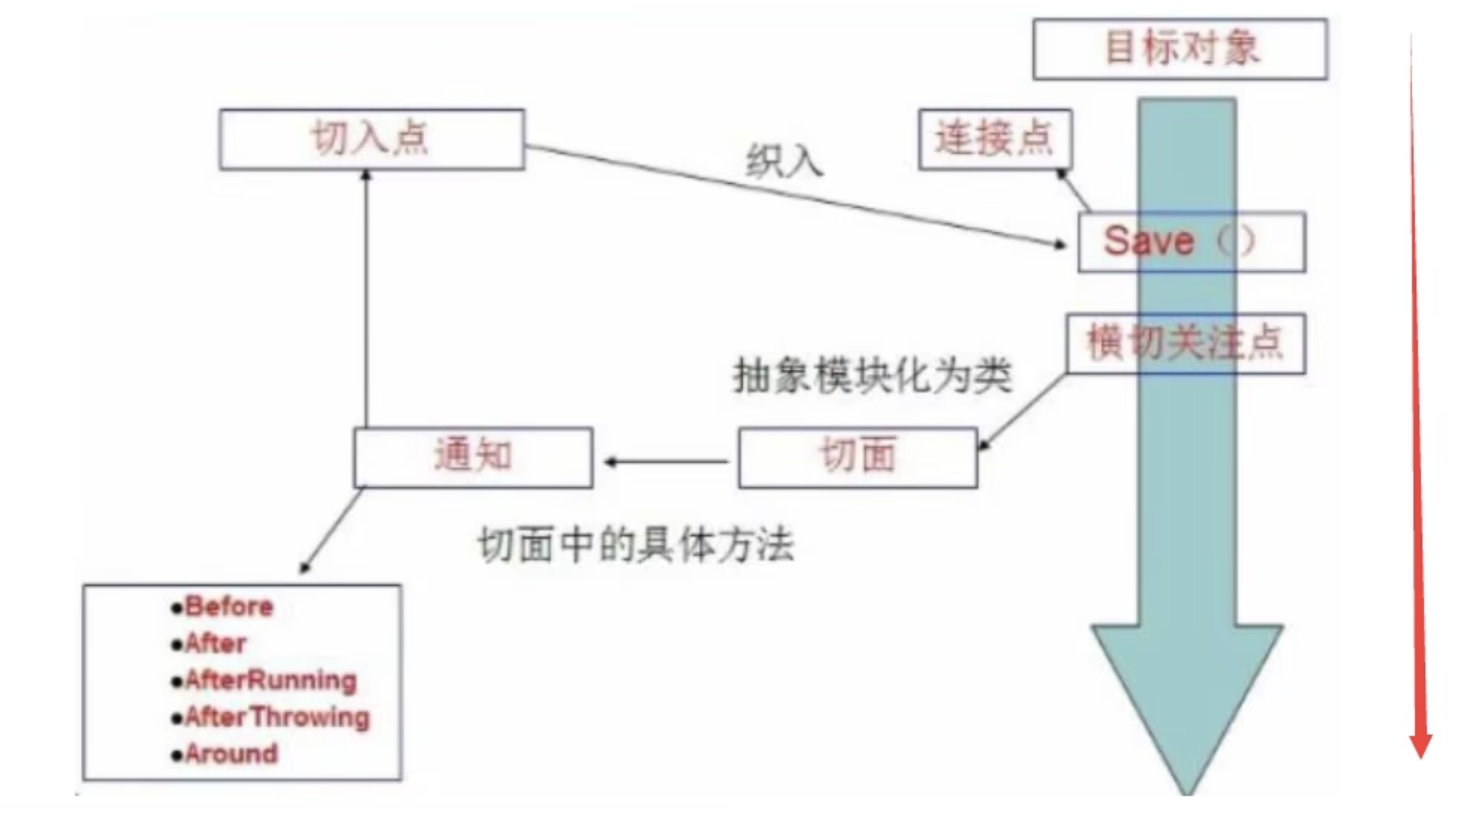 目标对象
切入点
织入
连接点
Save（）
横切关注点
抽象模块化为类
通知
切面
切面中的具体方法
●Before
●After
●AfterRunning
●AfterThrowing
●Around